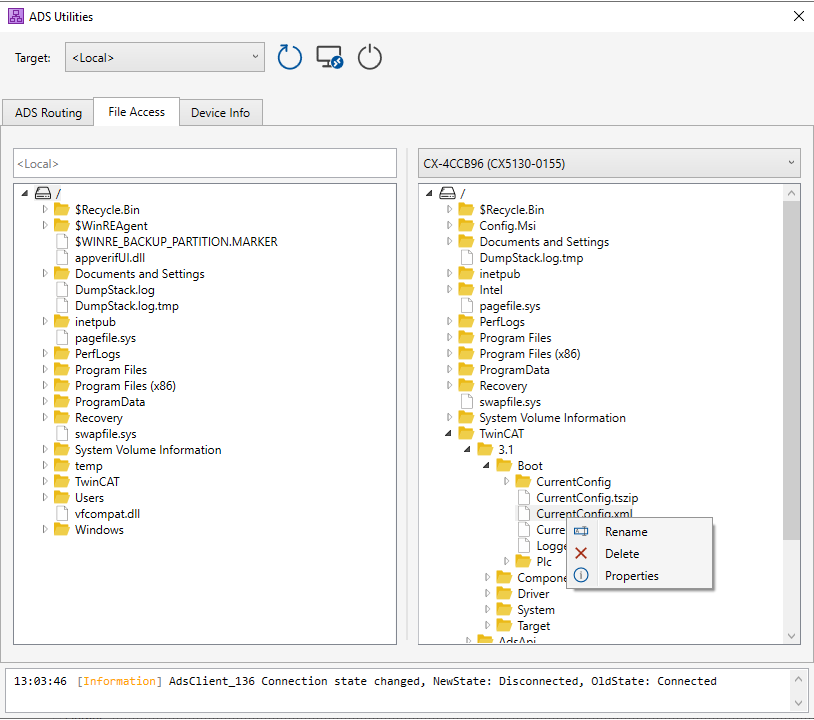 ADS Utilities
Target: <Local>
ADS Routing File Access Device Info
<Local>
/
$Recycle.Bin
$WinREAgent
$WINRE_BACKUP_PARTITION.MARKER
appverifUI.dll
Documents and Settings
DumpStack.log
DumpStack.log.tmp
inetpub
pagefile.sys
PerfLogs
Program Files
Program Files (x86)
ProgramData
Recovery
swapfile.sys
System Volume Information
temp
TwinCAT
Users
vfcompat.dll
Windows
CX-4CCB96 (CX5130-0155)
/
$Recycle.Bin
Config.Msi
Documents and Settings
DumpStack.log.tmp
inetpub
Intel
pagefile.sys
PerfLogs
Program Files
Program Files (x86)
ProgramData
Recovery
swapfile.sys
System Volume Information
TwinCAT
3.1
Boot
CurrentConfig
CurrentConfig.tszip
CurrentConfig.xml
Curre
Logge
Plc
Compone
Driver
System
Target
AdsApi
Rename
Delete
Properties
13:03:46 [Information] AdsClient_136 Connection state changed, NewState: Disconnected, OldState: Connected